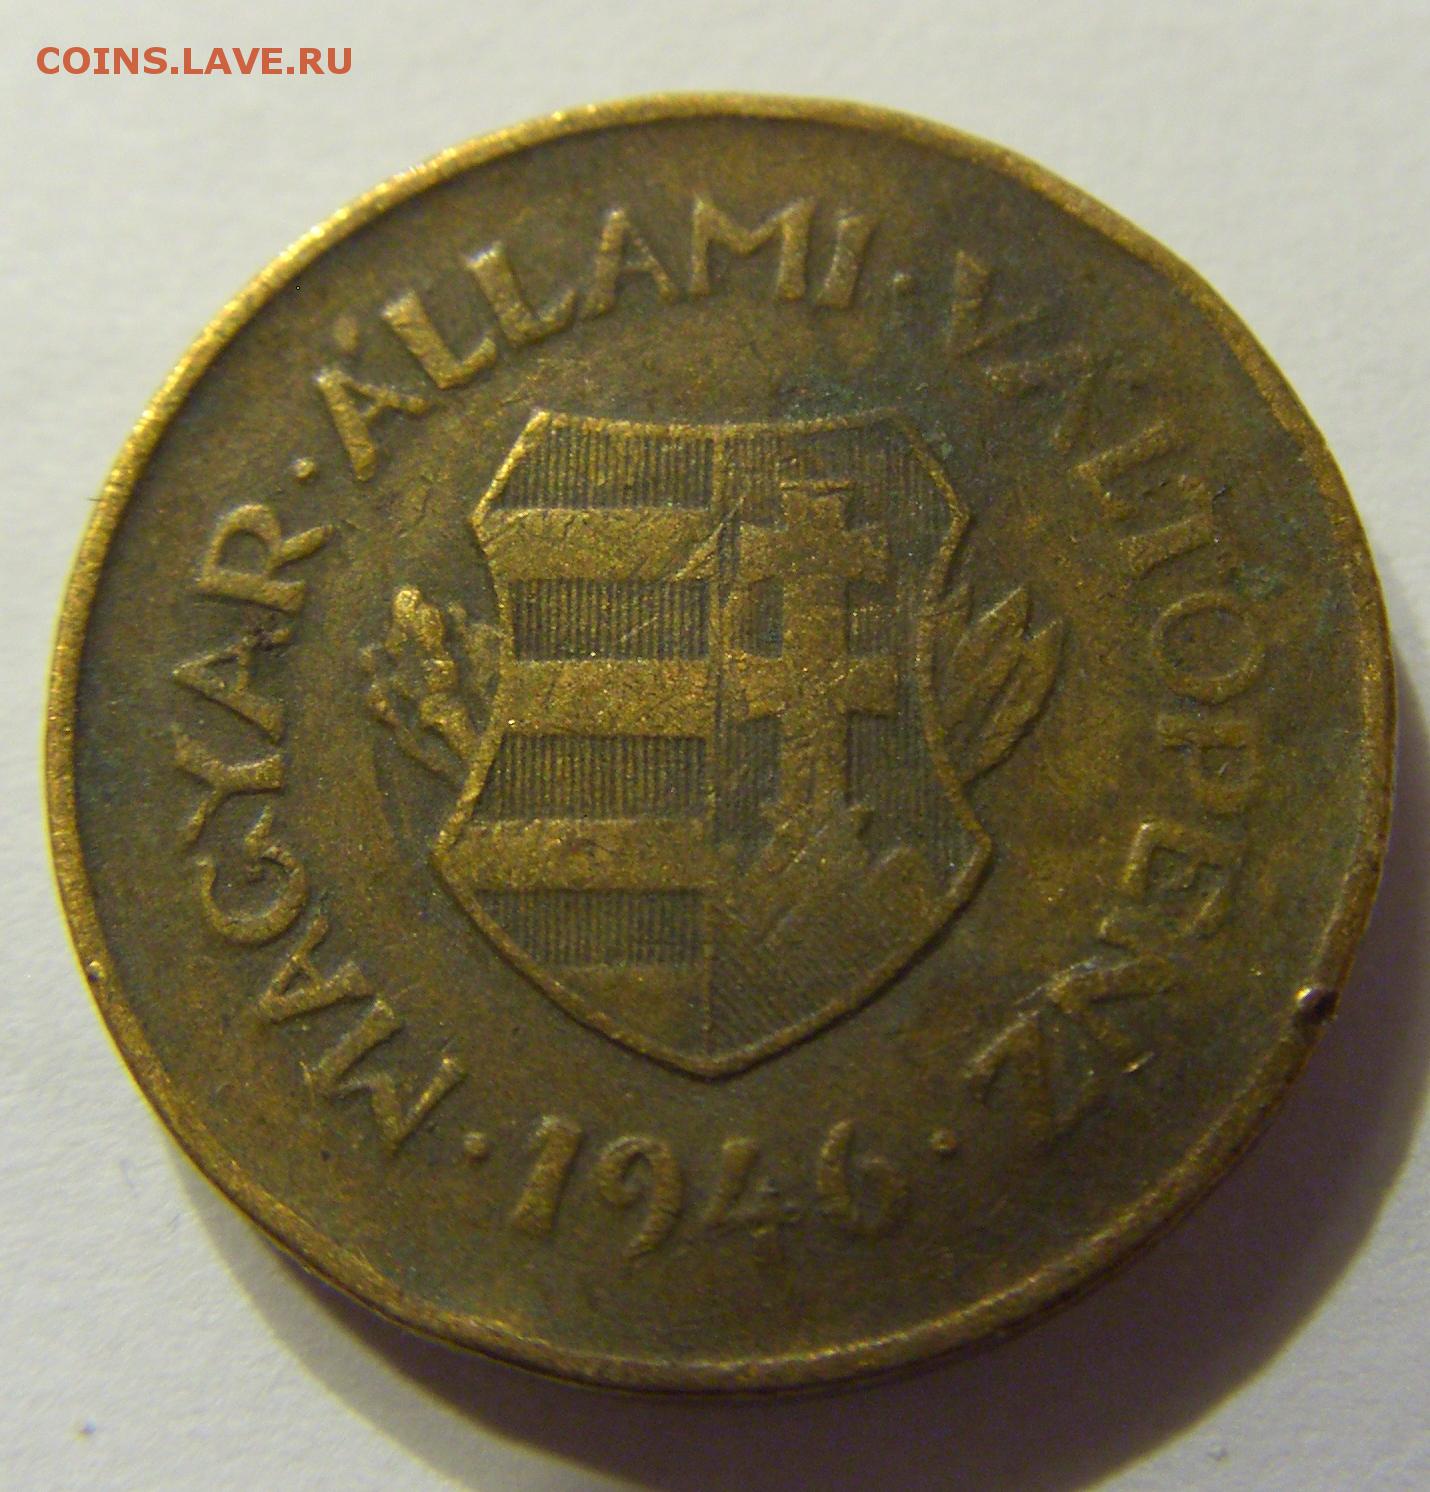 COINS.LAVE.RU
MAGYAR · ÁLLAMI · VÁLTÓPÉNZ · 1946 ·